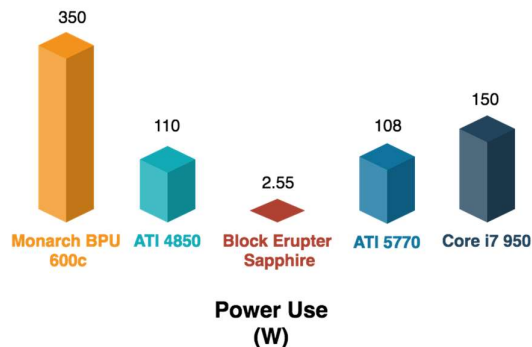 350
110
2.55
108
150
Monarch BPU
600c
ATI 4850
Block Erupter
Sapphire
ATI 5770
Core i7 950
Power Use
(W)